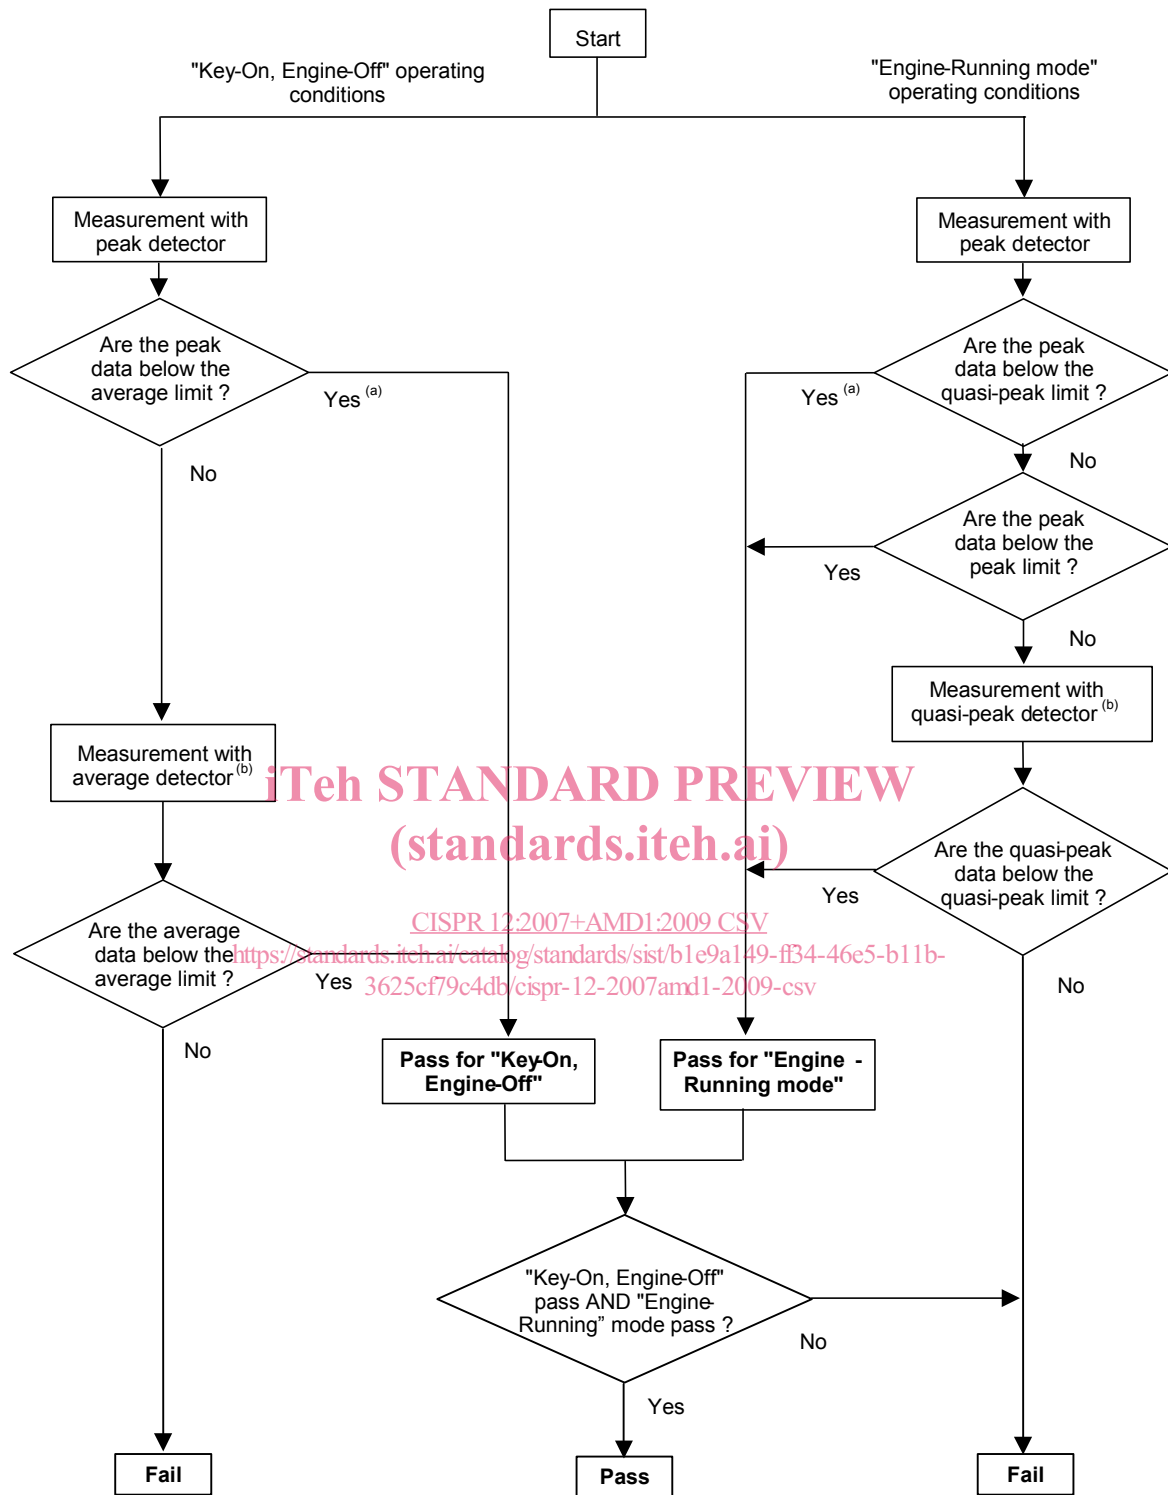 Start
"Key-On, Engine-Off" operating
conditions
"Engine-Running mode"
operating conditions
Measurement with
peak detector
Measurement with
peak detector
Are the peak
data below the
average limit ?
Yes (a)
No
Are the peak
data below the
quasi-peak limit ?
Yes (a)
No
Are the peak
data below the
peak limit ?
Yes
No
Measurement with
quasi-peak detector (b)
Measurement with
average detector (b)
iTeh STANDARD PREVIEW
(standards.iteh.ai)
Are the quasi-peak
data below the
quasi-peak limit ?
Yes
No
CISPR 12:2007+AMD1:2009 CSV
https://standards.iteh.ai/catalog/standards/sist/b1e9a149-ff34-46e5-b11b-
3625cf79c4db/cispr-12-2007amd1-2009-csv
Are the average
data below the
average limit ?
Yes
No
Pass for "Key-On,
Engine-Off"
Pass for "Engine -
Running mode"
"Key-On, Engine-Off"
pass AND "Engine-
Running" mode pass ?
No
Yes
Fail
Pass
Fail